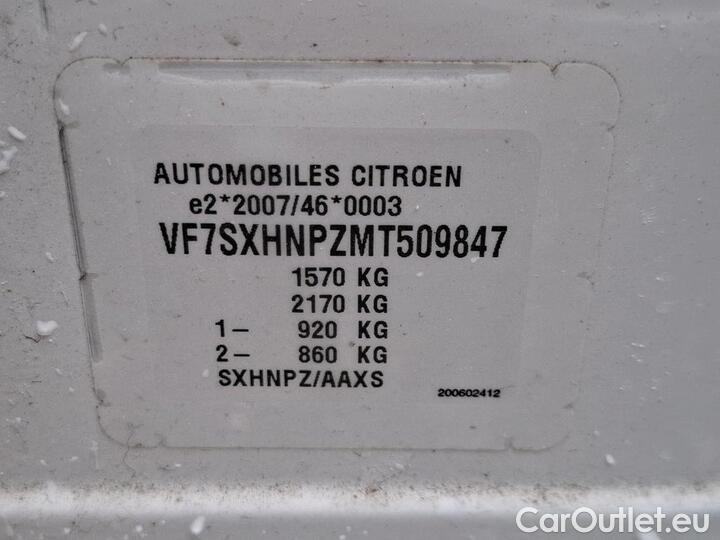 AUTOMOBILES CITROEN
e2*2007/46*0003
VF7SXHNPZMT509847
1570 KG
2170 KG
1– 920 KG
2– 860 KG
SXHNPZ/AAXS
200602412
CarOutlet.eu